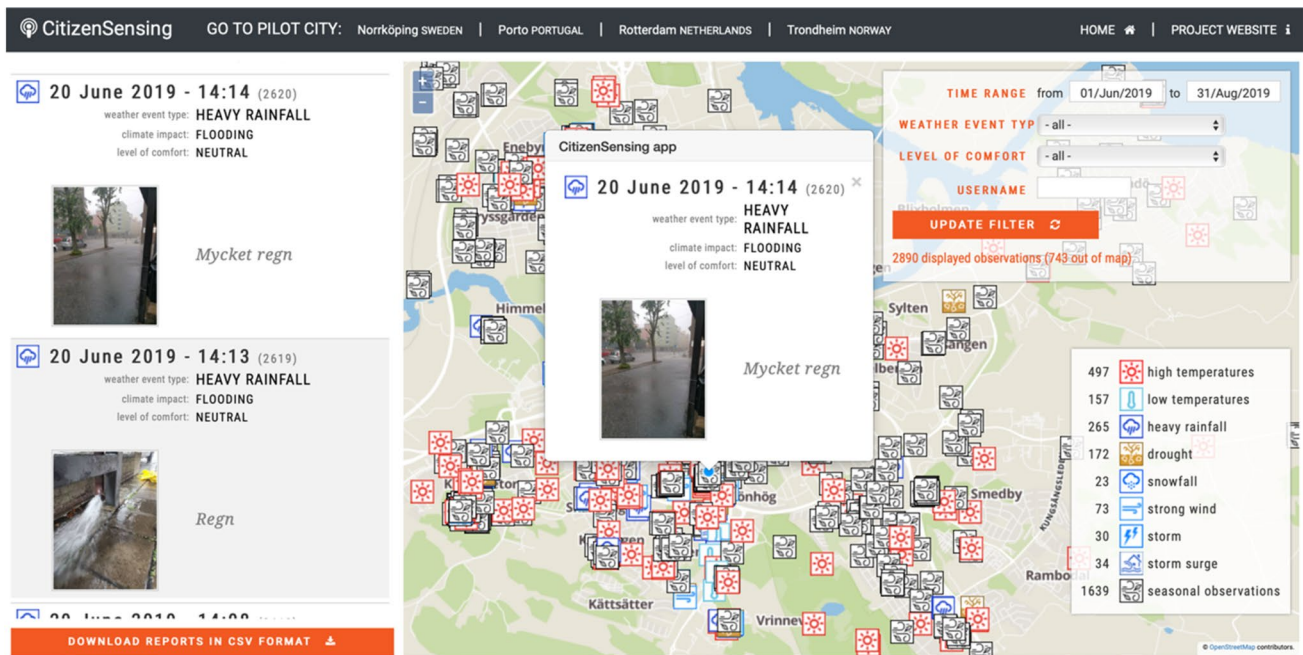 CitizenSensing GO TO PILOT CITY: Norrköping SWEDEN | Porto PORTUGAL | Rotterdam NETHERLANDS | Trondheim NORWAY HOME | PROJECT WEBSITE i
20 June 2019 - 14:14 (2620)
weather event type: HEAVY RAINFALL
climate impact: FLOODING
level of comfort: NEUTRAL
Mycket regn
20 June 2019 - 14:13 (2619)
weather event type: HEAVY RAINFALL
climate impact: FLOODING
level of comfort: NEUTRAL
Regn
DOWNLOAD REPORTS IN CSV FORMAT
+
-
CitizenSensing app
20 June 2019 - 14:14 (2620) ×
weather event type: HEAVY
RAINFALL
climate impact: FLOODING
level of comfort: NEUTRAL
Mycket regn
TIME RANGE from 01/Jun/2019 to 31/Aug/2019
WEATHER EVENT TYP - all -
LEVEL OF COMFORT - all -
USERNAME
UPDATE FILTER
2890 displayed observations (743 out of map)
Sylten
Smedby
KUNGSÄNGSLED
Kättsätter
497 high temperatures
157 low temperatures
265 heavy rainfall
172 drought
23 snowfall
73 strong wind
30 storm
34 storm surge
1639 seasonal observations
© OpenStreetMap contributors.